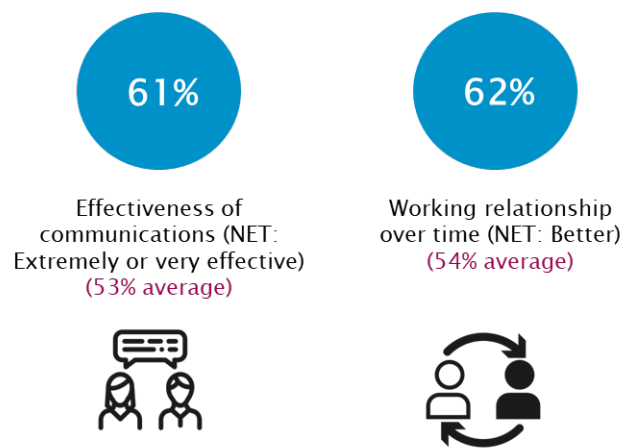 61%
62%
Effectiveness of
communications (NET:
Extremely or very effective)
(53% average)
Working relationship
over time (NET: Better)
(54% average)